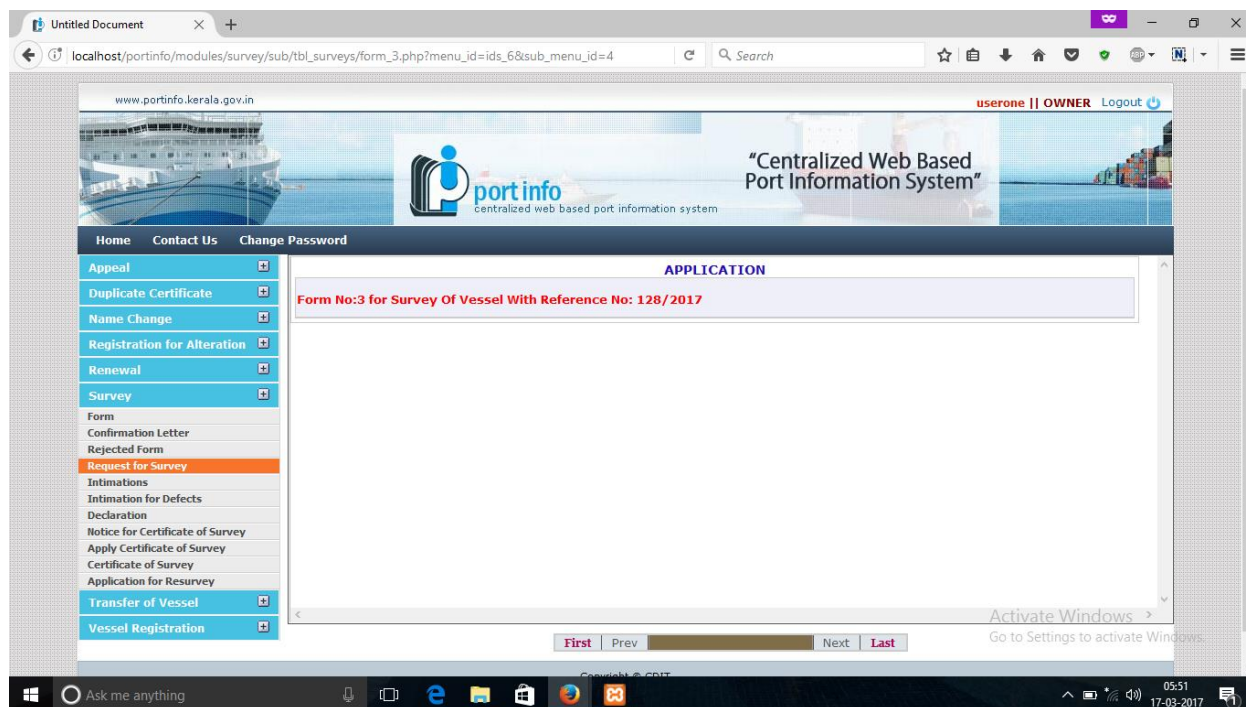 Untitled Document
localhost/portinfo/modules/survey/sub/tbl_surveys/form_3.php?menu_id=ids_6&sub_menu_id=4
Search
ABP
N
www.portinfo.kerala.gov.in
userone || OWNER Logout
port info
centralized web based port information system
"Centralized Web Based
Port Information System"
Home Contact Us Change Password
Appeal
Duplicate Certificate
Name Change
Registration for Alteration
Renewal
Survey
Form
Confirmation Letter
Rejected Form
Request for Survey
Intimations
Intimation for Defects
Declaration
Notice for Certificate of Survey
Apply Certificate of Survey
Certificate of Survey
Application for Resurvey
Transfer of Vessel
Vessel Registration
APPLICATION
Form No:3 for Survey Of Vessel With Reference No: 128/2017
First Prev Next Last
Activate Windows
Go to Settings to activate Windows.
Copyright © CDIT
Ask me anything
05:51
17-03-2017
1